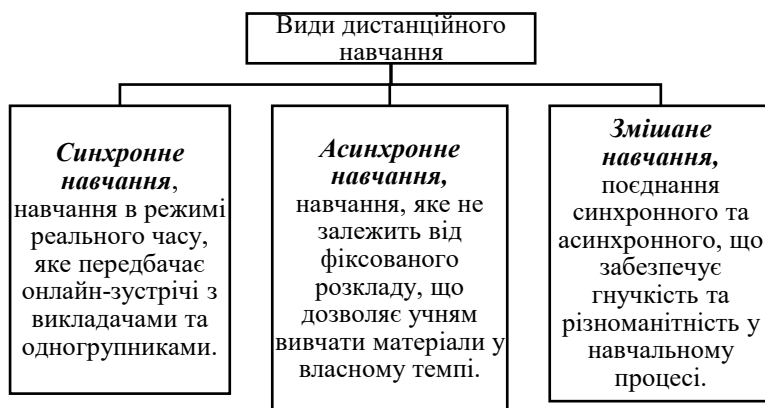 Види дистанційного
навчання
Синхронне
навчання,
навчання в режимі
реального часу,
яке передбачає
онлайн-зустрічі з
викладачами та
одногрупниками.
Асинхронне
навчання,
навчання, яке не
залежить від
фіксованого
розкладу, що
дозволяє учням
вивчати матеріали у
власному темпі.
Змішане
навчання,
поєднання
синхронного та
асинхронного, що
забезпечує
гнучкість та
різноманітність у
навчальному
процесі.